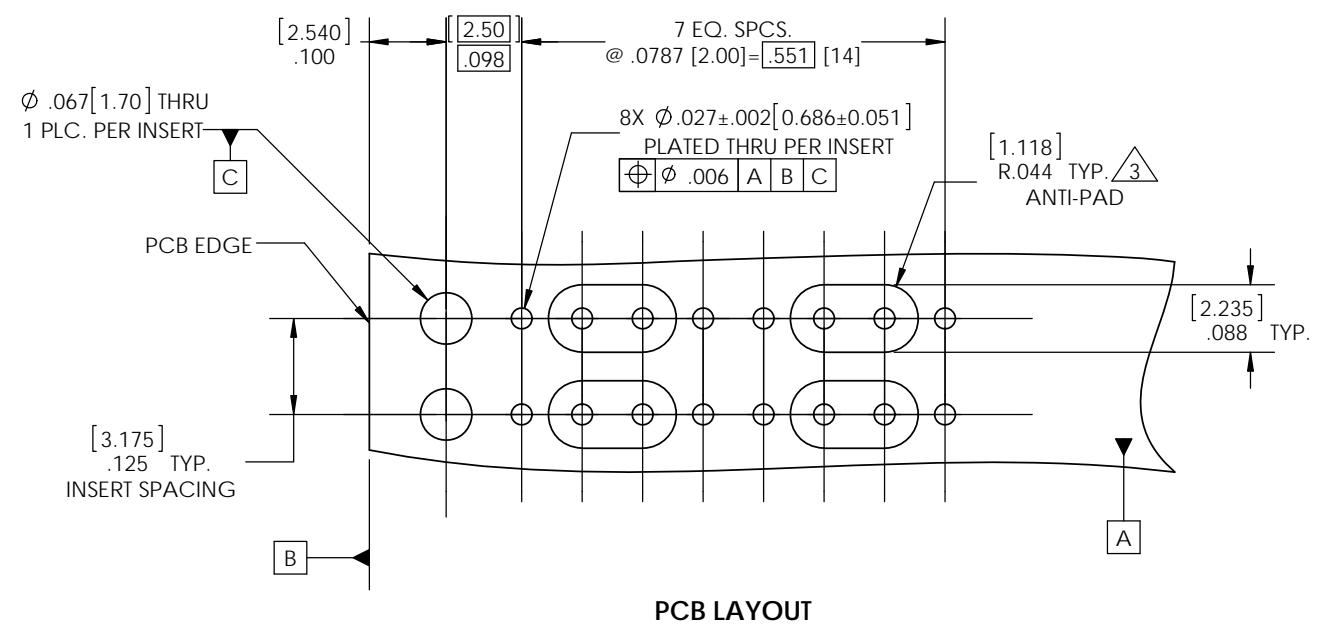 [2.540]
.100
[2.50]
.098
7 EQ. SPCS.
@ .0787 [2.00]=.551 [14]
Ø .067[1.70] THRU
1 PLC. PER INSERT
C
8X Ø.027±.002[0.686±0.051]
PLATED THRU PER INSERT
⌖ Ø .006 A B C
[1.118]
R.044 TYP. 3
ANTI-PAD
PCB EDGE
[2.235]
.088 TYP.
[3.175]
.125 TYP.
INSERT SPACING
B
A
PCB LAYOUT